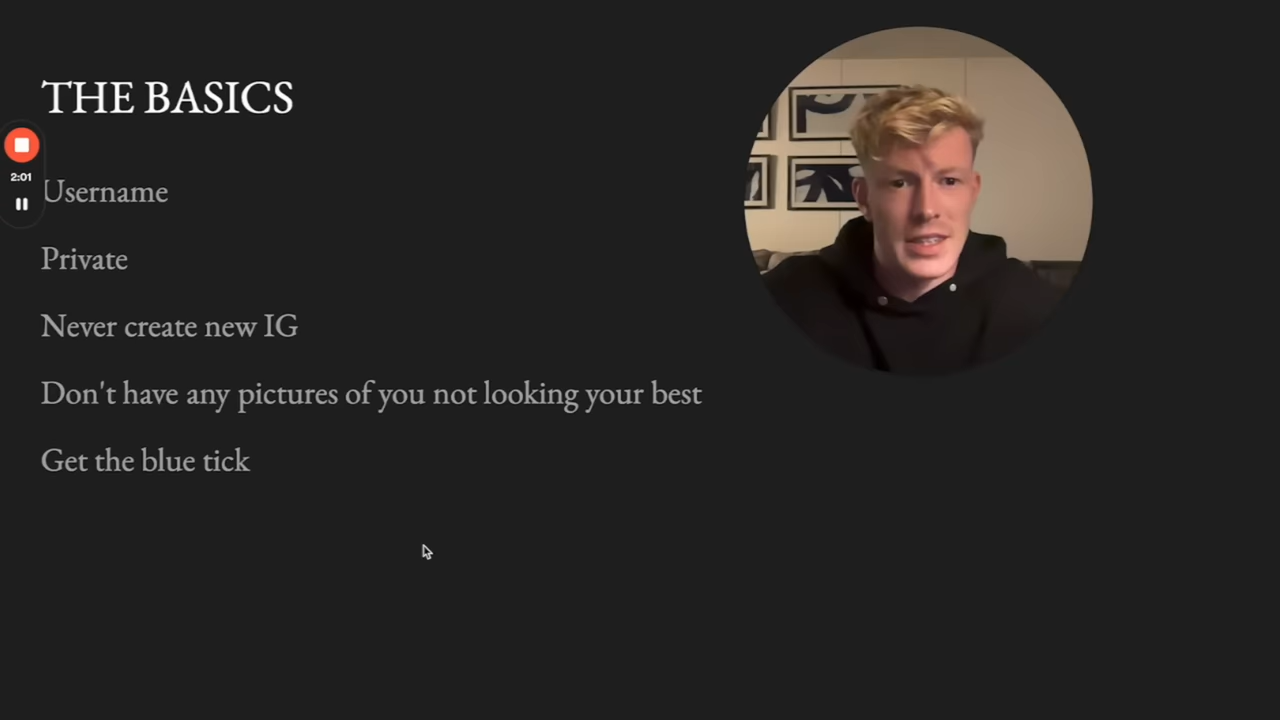 THE BASICS
2:01
Username
Private
Never create new IG
Don't have any pictures of you not looking your best
Get the blue tick